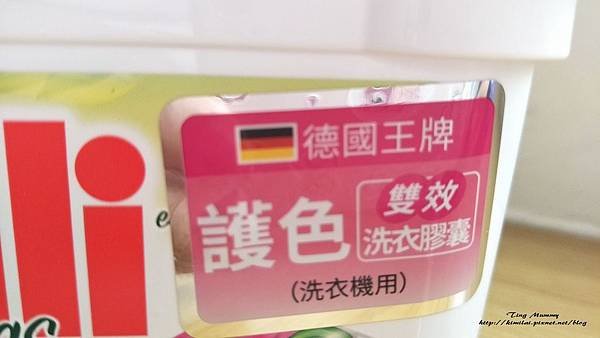 德國王牌
護色
雙效
洗衣膠囊
(洗衣機用)
Ting Mummy
http://kimilai.pixnet.net/blog